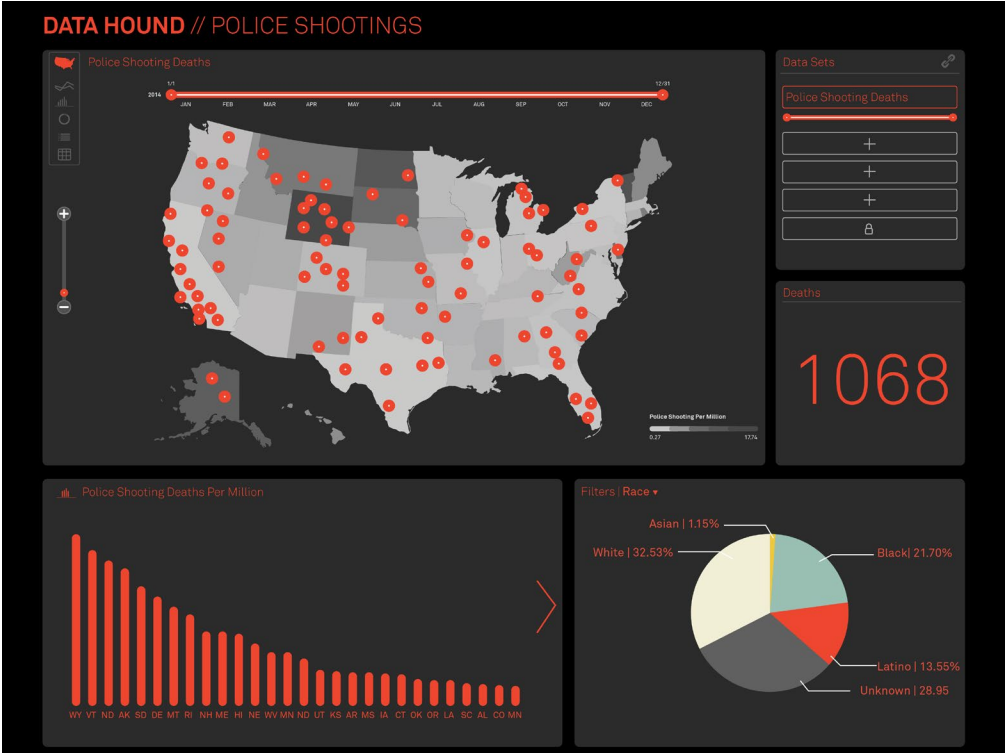 DATA HOUND // POLICE SHOOTINGS
Police Shooting Deaths
1/1 12/31
2014
JAN FEB MAR APR MAY JUN JUL AUG SEP OCT NOV DEC
Police Shooting Per Million
0.27 17.74
Data Sets
Police Shooting Deaths
Deaths
1068
Police Shooting Deaths Per Million
WY VT ND AK SD DE MT RI NH ME HI NE WV MN ND UT KS AR MS IA CT OK OR LA SC AL CO MN
Filters | Race ▾
Asian | 1.15%
White | 32.53%
Black| 21.70%
Latino | 13.55%
Unknown | 28.95